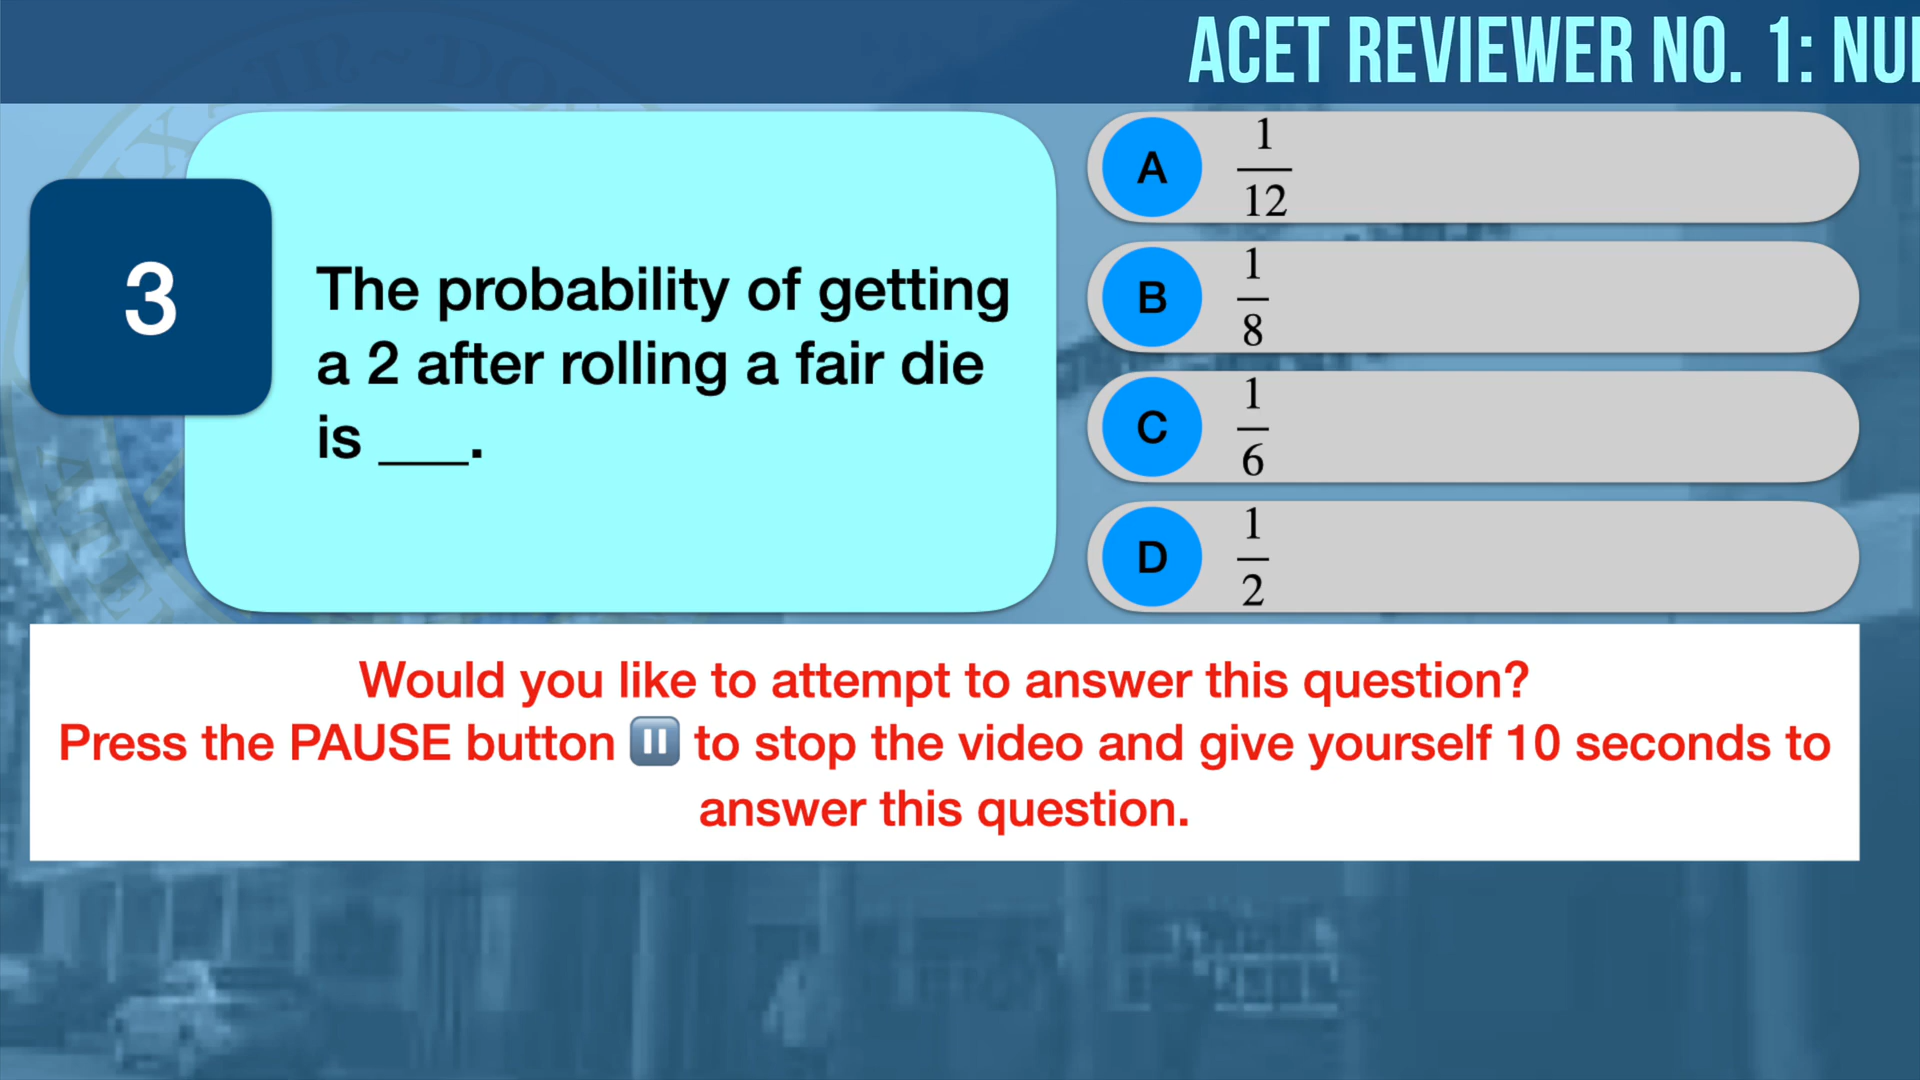 ACET REVIEWER NO. 1: NU
3
The probability of getting
a 2 after rolling a fair die
is ___.
A
1
12
B
1
8
C
1
6
D
1
2
Would you like to attempt to answer this question?
Press the PAUSE button ⏸ to stop the video and give yourself 10 seconds to
answer this question.